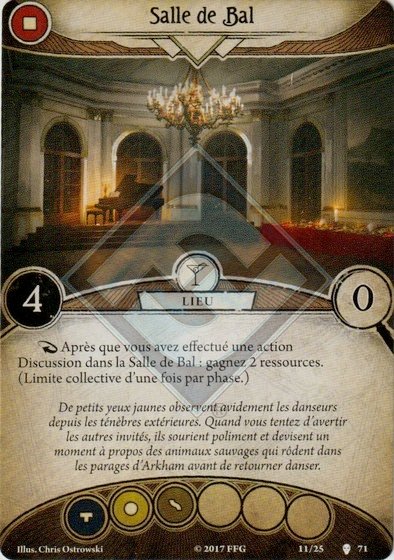 Salle de Bal
4
LIEU
0
Après que vous avez effectué une action
Discussion dans la Salle de Bal : gagnez 2 ressources.
(Limite collective d'une fois par phase.)
De petits yeux jaunes observent avidement les danseurs
depuis les ténèbres extérieures. Quand vous tentez d'avertir
les autres invités, ils sourient poliment et devisent un
moment à propos des animaux sauvages qui rôdent dans
les parages d'Arkham avant de retourner danser.
Illus. Chris Ostrowski © 2017 FFG 11/25 71